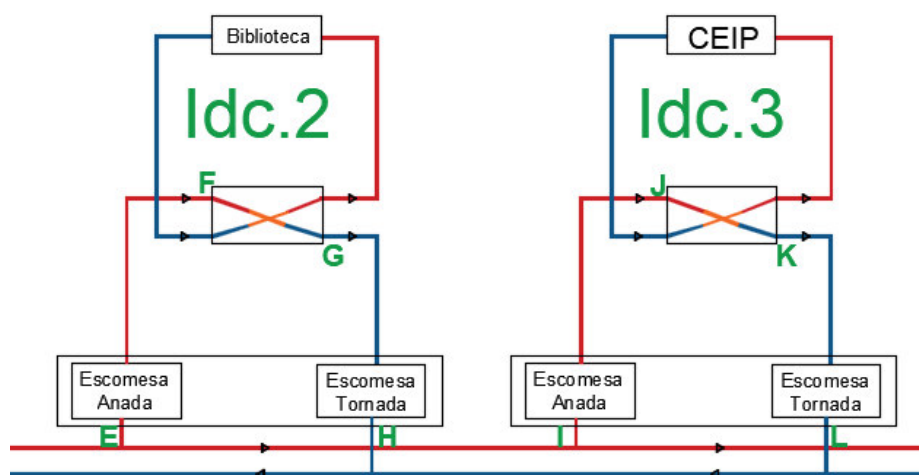 Biblioteca
CEIP
Idc.2
Idc.3
F
J
G
K
Escomesa
Anada
Escomesa
Tornada
Escomesa
Anada
Escomesa
Tornada
E
H
I
L